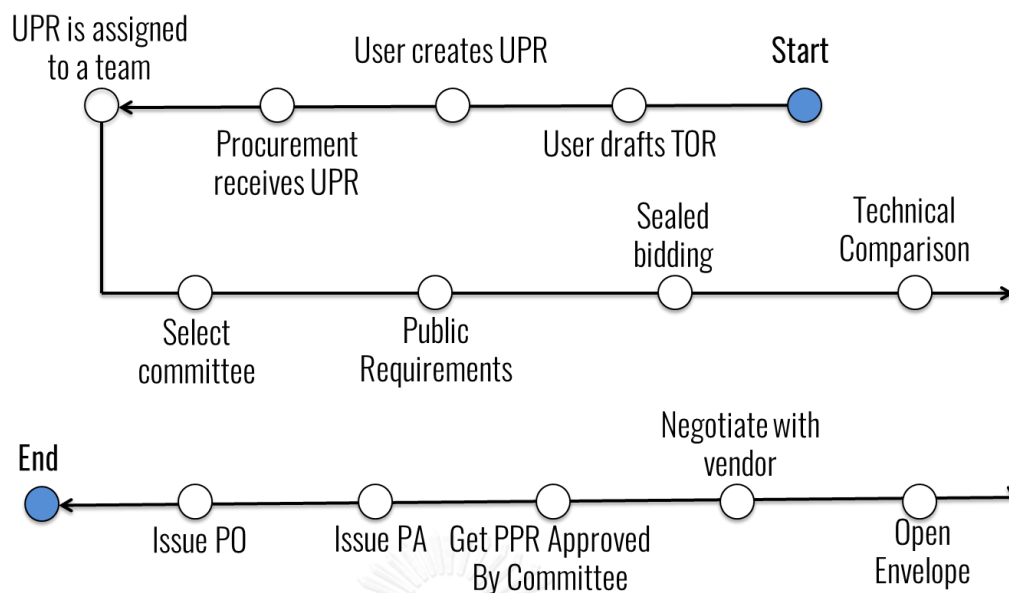 UPR is assigned
to a team
User creates UPR
Start
Procurement
receives UPR
User drafts TOR
Sealed
bidding
Technical
Comparison
Select
committee
Public
Requirements
Negotiate with
vendor
End
Issue PO
Issue PA
Get PPR Approved
By Committee
Open
Envelope